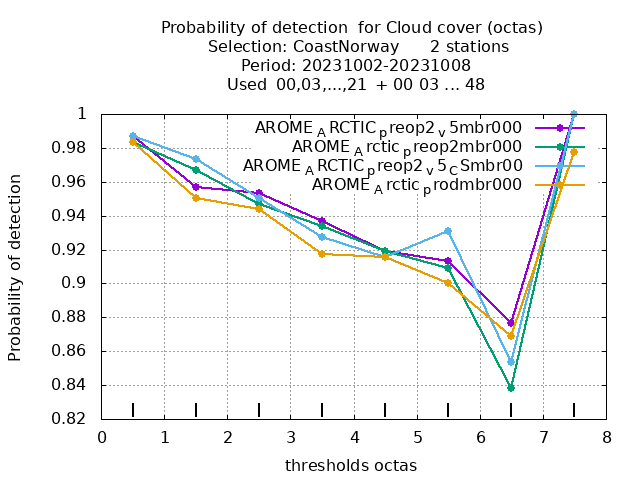 Probability of detection  for Cloud cover (octas)
Selection: CoastNorway      2 stations
Period: 20231002-20231008
Used  00,03,...,21  + 00 03 ... 48
Probability of detection
1
0.98
0.96
0.94
0.92
0.9
0.88
0.86
0.84
0.82
AROME_ARCTIC_preop2_v5mbr000
AROME_Arctic_preop2mbr000
AROME_ARCTIC_preop2_v5_CSmbr00
AROME_Arctic_prodmbr000
0 1 2 3 4 5 6 7 8
thresholds octas